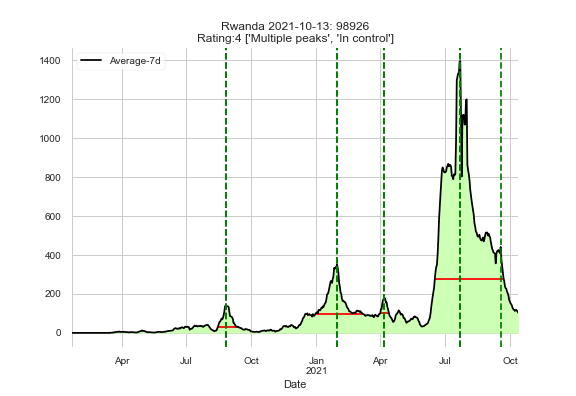 Rwanda 2021-10-13: 98926
Rating:4 ['Multiple peaks', 'In control']
Average-7d
1400
1200
1000
800
600
400
200
0
Apr Jul Oct Jan Apr Jul Oct
2021
Date